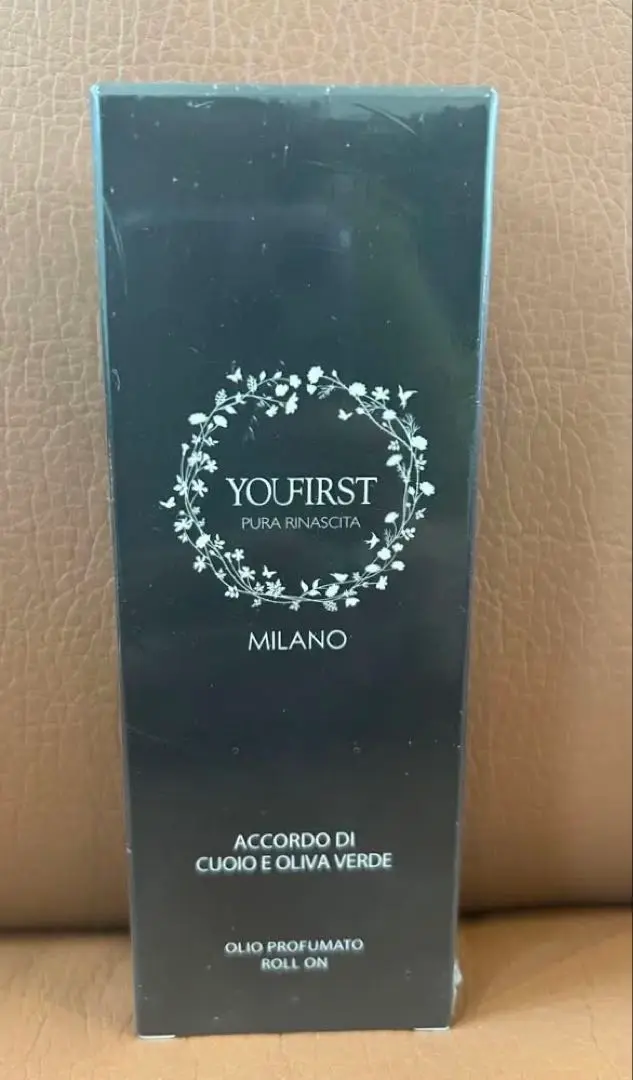 YOUFIRST
PURA RINASCITA
MILANO
ACCORDO DI
CUOIO E OLIVA VERDE
OLIO PROFUMATO
ROLL ON